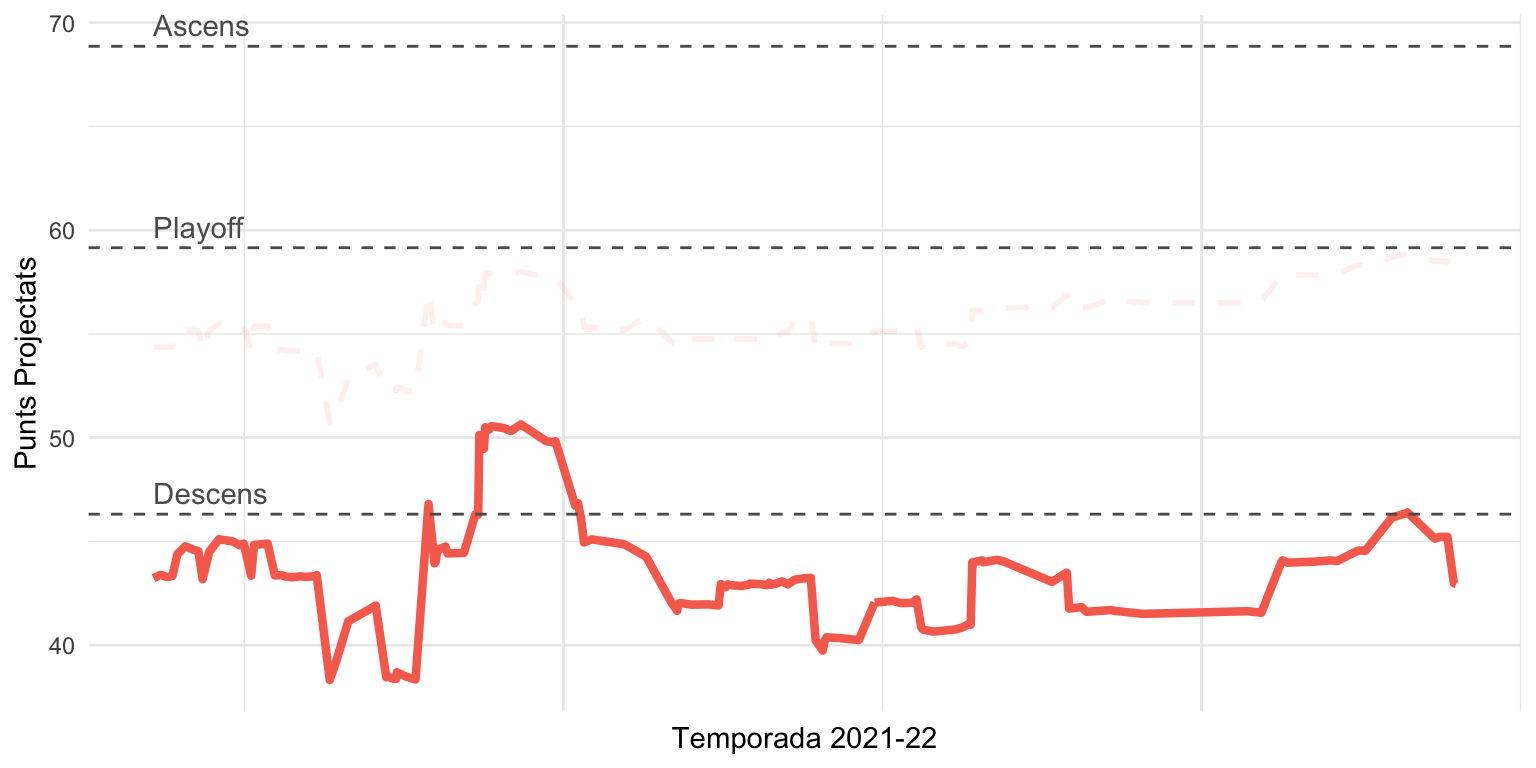 70
Ascens
60
Playoff
Punts Projectats
50
Descens
40
Temporada 2021-22